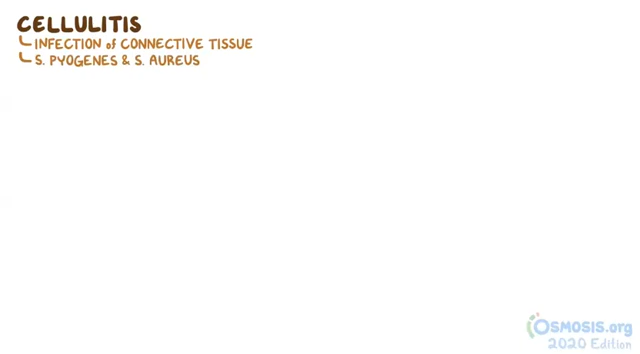 CELLULITIS
INFECTION of CONNECTIVE TISSUE
S. PYOGENES & S. AUREUS
OSMOSIS.org
2020 Edition